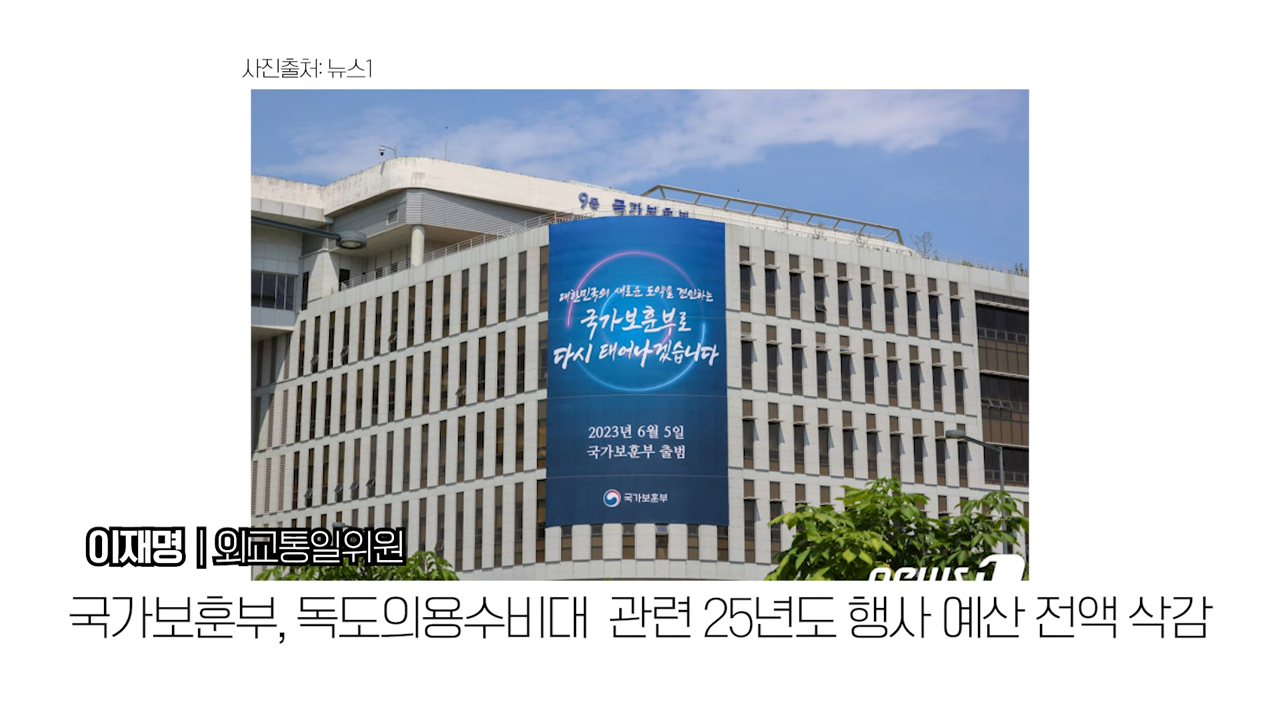 사진출처: 뉴스1
9동 국가보훈부
대한민국의 새로운 도약을 견인하는
국가보훈부로
다시 태어나겠습니다
2023년 6월 5일
국가보훈부 출범
국가보훈부
이재명 | 외교통일위원
NEWS1
국가보훈부, 독도의용수비대 관련 25년도 행사 예산 전액 삭감